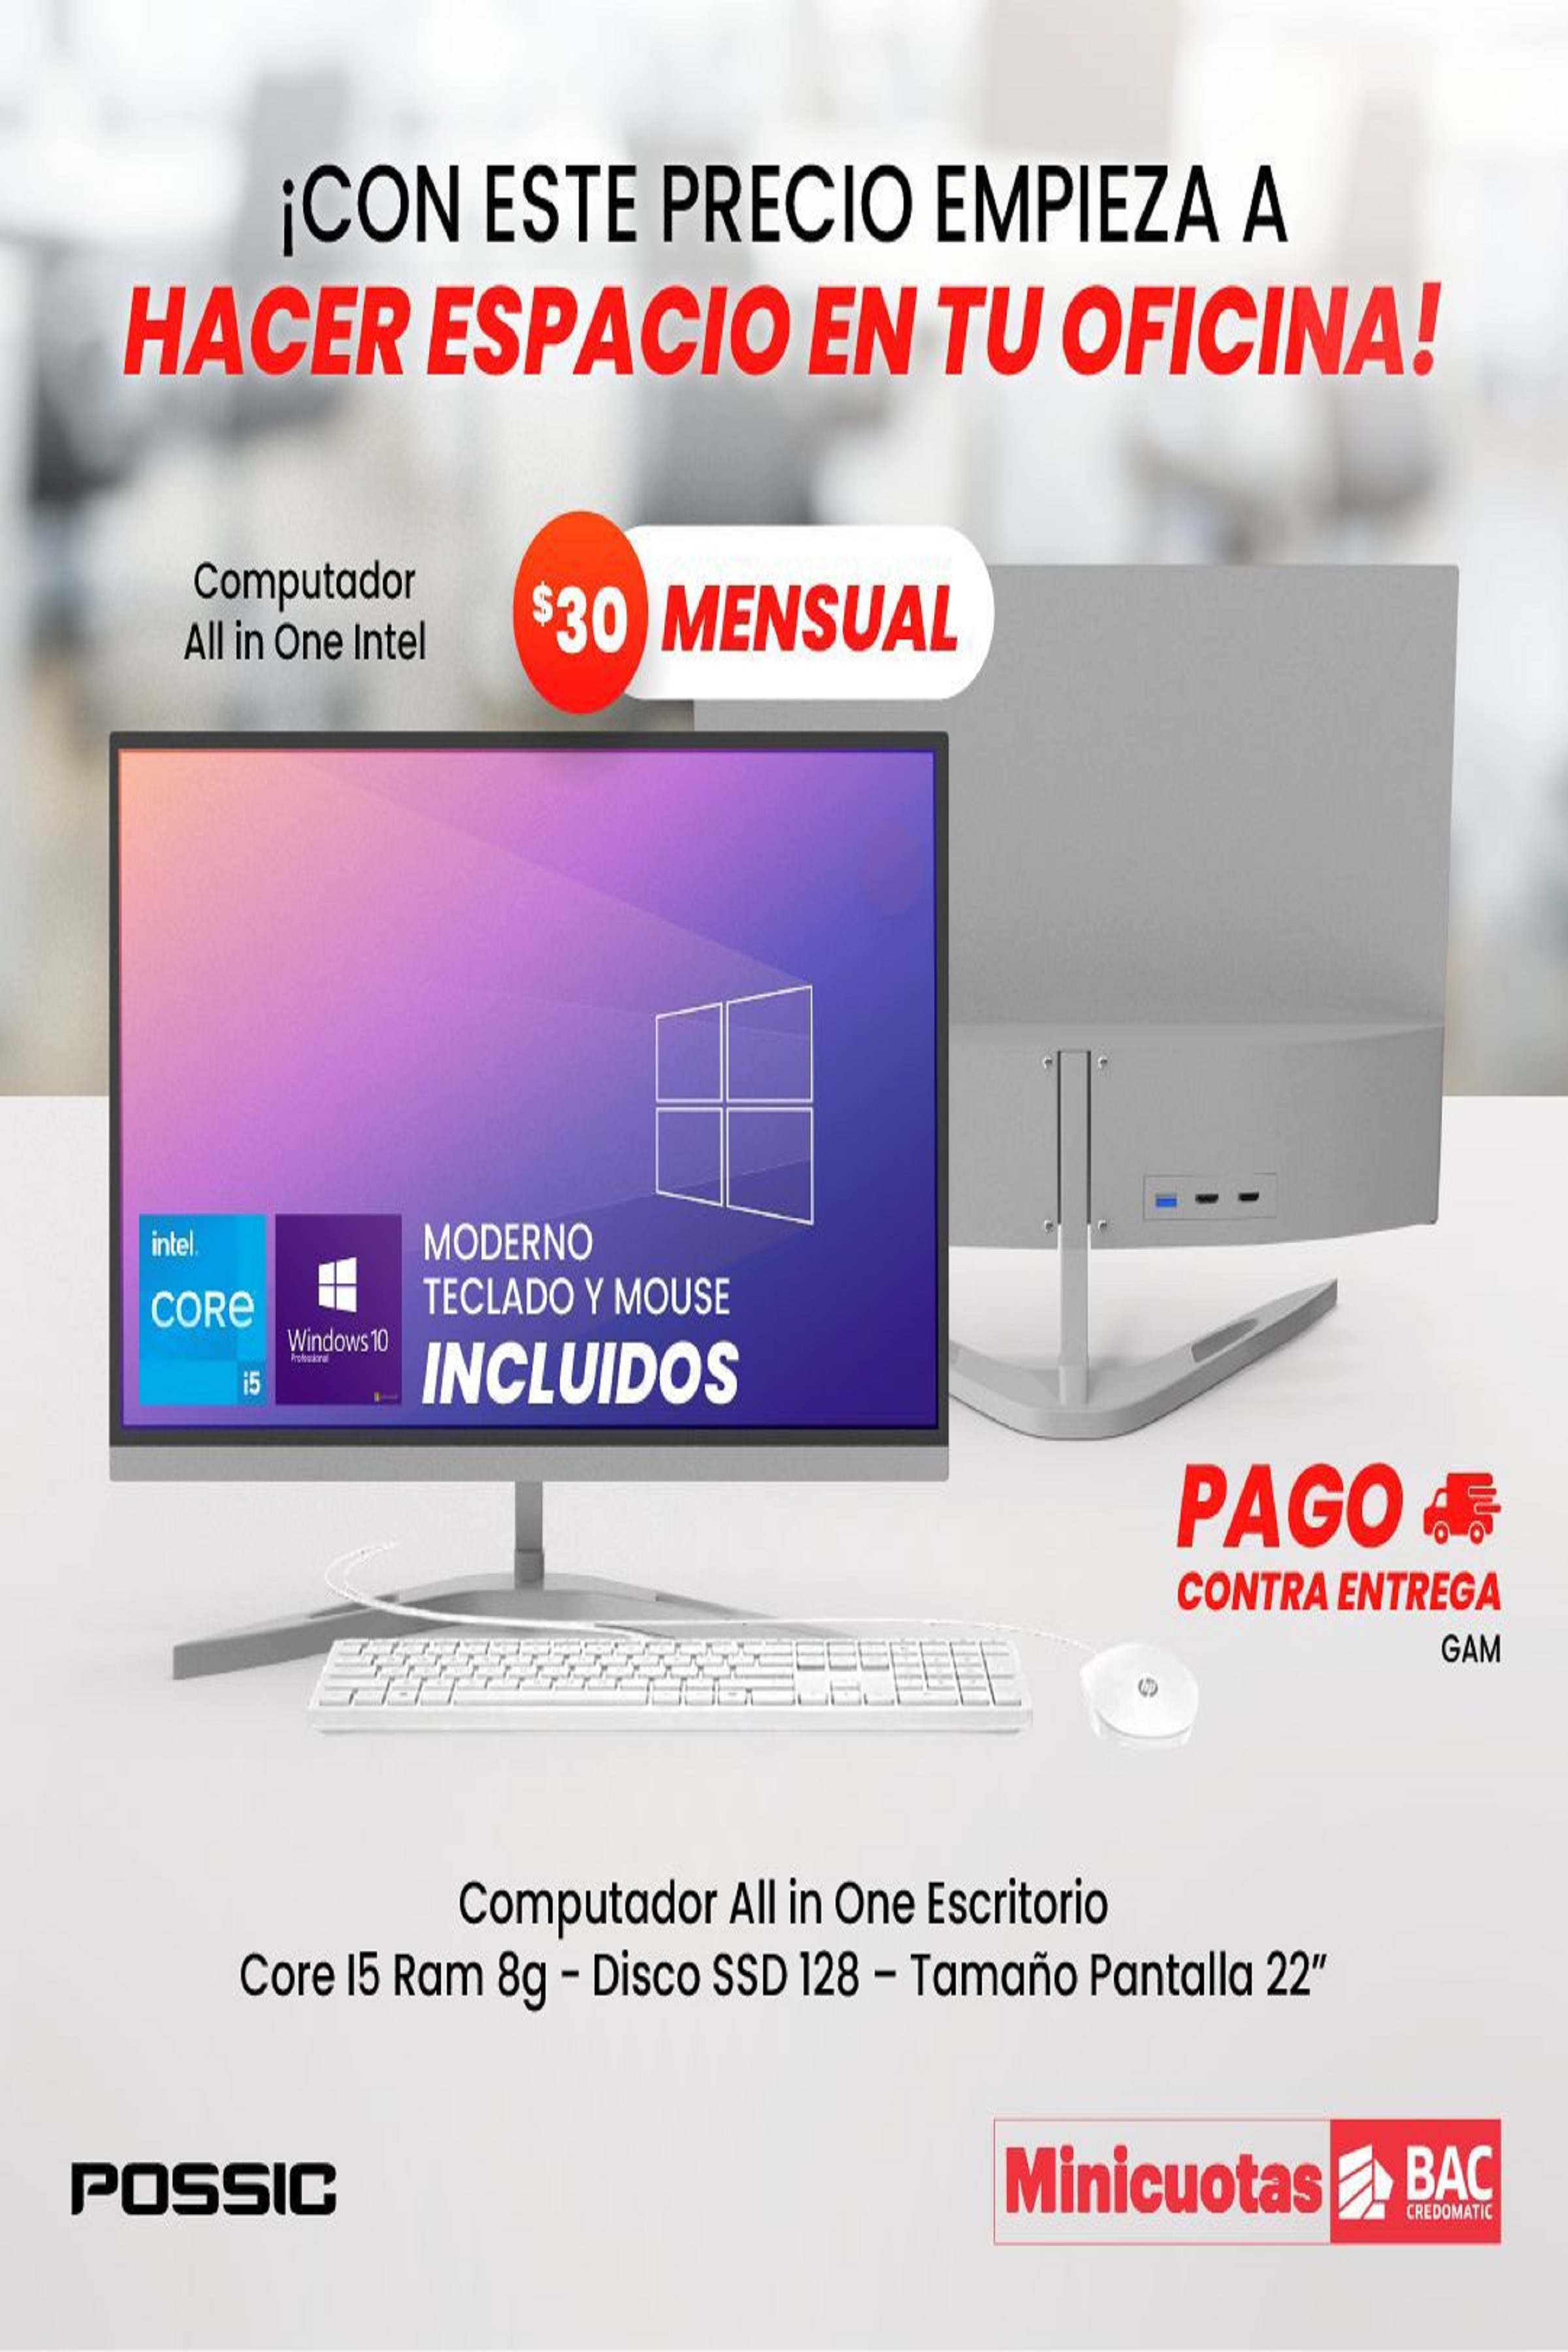 ¡CON ESTE PRECIO EMPIEZA A
HACER ESPACIO EN TU OFICINA!
Computador
All in One Intel
$30 MENSUAL
intel.
CORe
i5
Windows 10
Professional
MODERNO
TECLADO Y MOUSE
INCLUIDOS
PAGO
CONTRA ENTREGA
GAM
hp
Computador All in One Escritorio
Core I5 Ram 8g - Disco SSD 128 – Tamaño Pantalla 22”
POSSIC
Minicuotas
BAC
CREDOMATIC